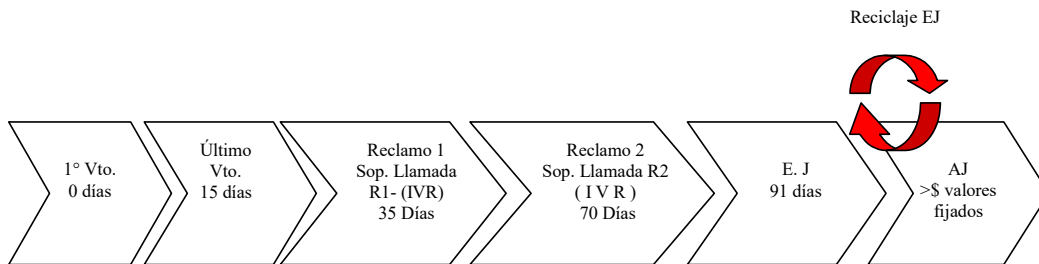 Reciclaje EJ
1° Vto.
0 días
Último
Vto.
15 días
Reclamo 1
Sop. Llamada
R1- (IVR)
35 Días
Reclamo 2
Sop. Llamada R2
( I V R )
70 Días
E. J
91 días
AJ
>$ valores
fijados